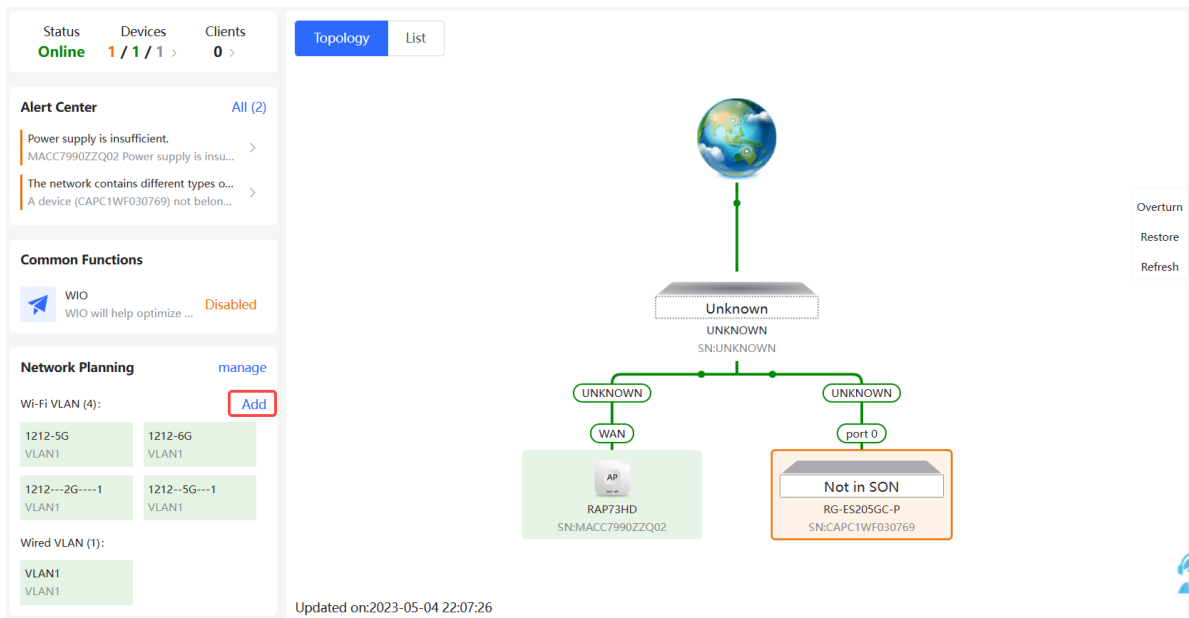 Status
Devices
Clients
Online
1 / 1 / 1 >
0 >
Alert Center
All (2)
Power supply is insufficient.
MACC7990ZZQ02 Power supply is insu...
The network contains different types o...
A device (CAPC1WF030769) not belon...
Common Functions
WIO
WIO will help optimize ...
Disabled
Network Planning
manage
Wi-Fi VLAN (4):
Add
1212-5G
VLAN1
1212-6G
VLAN1
1212---2G----1
VLAN1
1212--5G---1
VLAN1
Wired VLAN (1):
VLAN1
VLAN1
Topology
List
Unknown
UNKNOWN
SN:UNKNOWN
UNKNOWN
UNKNOWN
WAN
port 0
AP
RAP73HD
SN:MACC7990ZZQ02
Not in SON
RG-ES205GC-P
SN:CAPC1WF030769
Overturn
Restore
Refresh
Updated on:2023-05-04 22:07:26